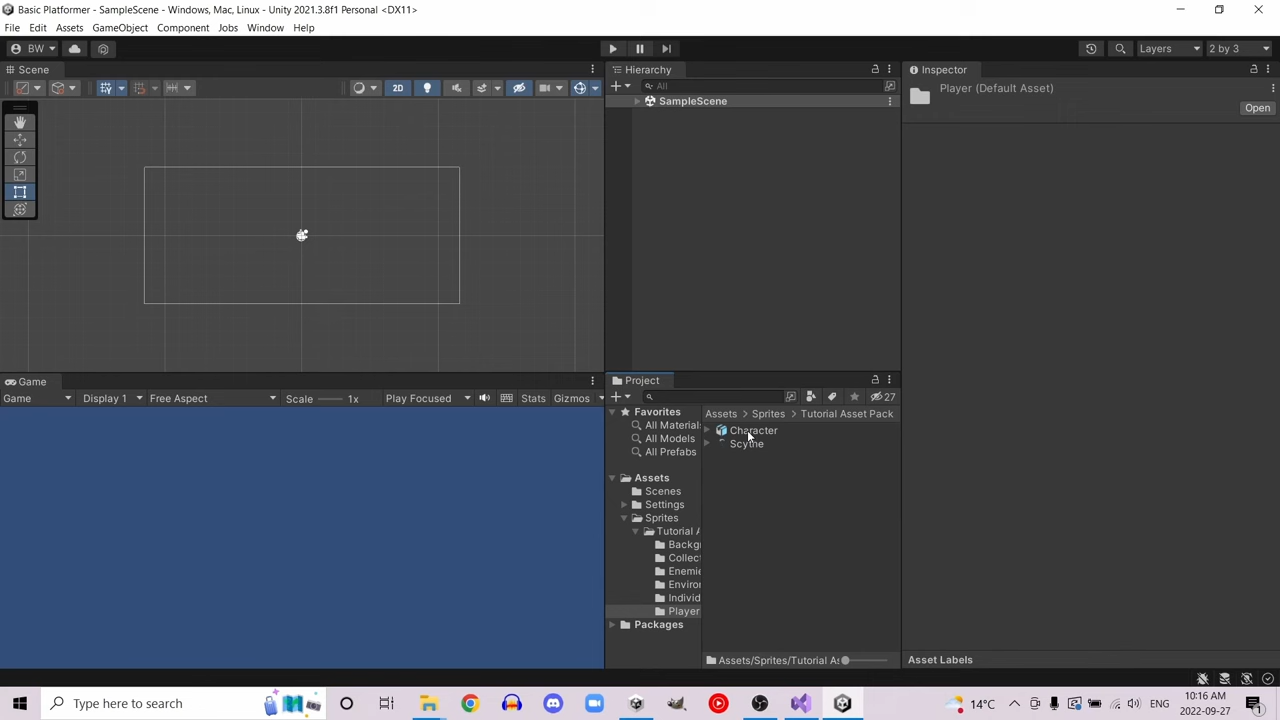 Basic Platformer - SampleScene - Windows, Mac, Linux - Unity 2021.3.8f1 Personal <DX11>
File Edit Assets GameObject Component Jobs Window Help
BW
Layers
2 by 3
Scene
2D
Game
Game
Display 1
Free Aspect
Scale
1x
Play Focused
Stats
Gizmos
Hierarchy
All
SampleScene
Project
27
Favorites
All Material
All Models
All Prefabs
Assets
Scenes
Settings
Sprites
Tutorial A
Backgr
Collec
Enemie
Enviro
Individ
Player
Packages
Assets > Sprites > Tutorial Asset Pack
Character
Scythe
Assets/Sprites/Tutorial As
Inspector
Player (Default Asset)
Open
Asset Labels
Type here to search
14°C
ENG
10:16 AM
2022-09-27
1